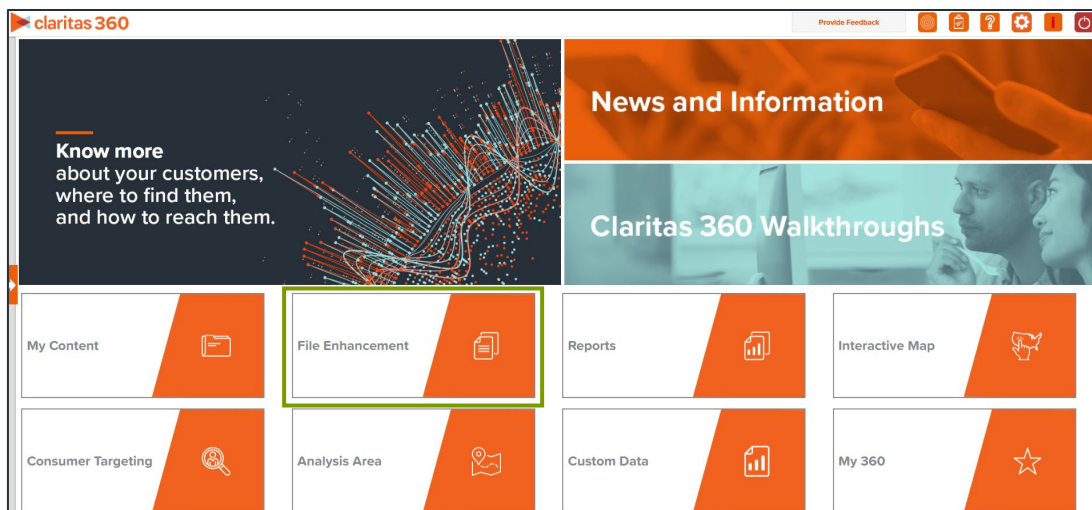 claritas 360
Provide Feedback
Know more
about your customers,
where to find them,
and how to reach them.
News and Information
Claritas 360 Walkthroughs
My Content
File Enhancement
Reports
Interactive Map
Consumer Targeting
Analysis Area
Custom Data
My 360